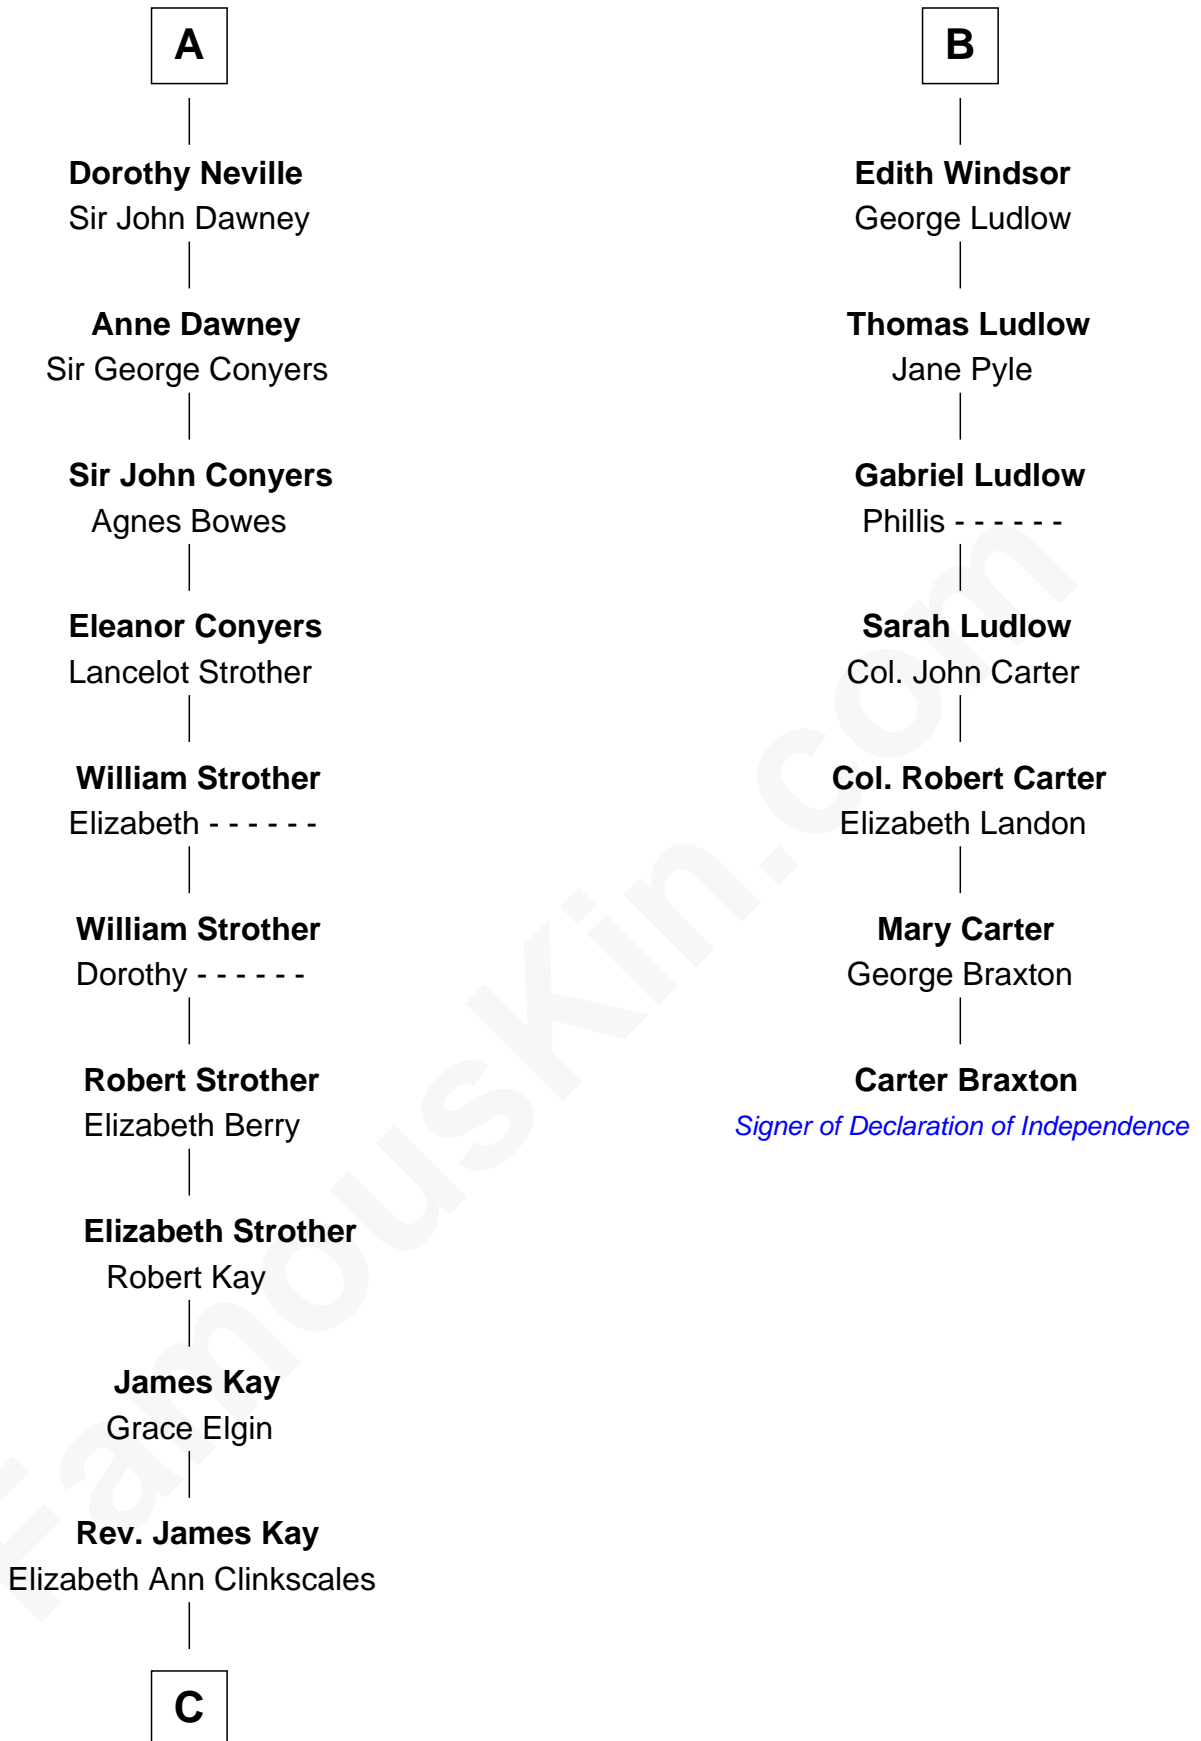 A
Dorothy Neville
Sir John Dawney
Anne Dawney
Sir George Conyers
Sir John Conyers
Agnes Bowes
Eleanor Conyers
Lancelot Strother
William Strother
Elizabeth - - - - - -
William Strother
Dorothy - - - - - -
Robert Strother
Elizabeth Berry
Elizabeth Strother
Robert Kay
James Kay
Grace Elgin
Rev. James Kay
Elizabeth Ann Clinkscales
C
B
Edith Windsor
George Ludlow
Thomas Ludlow
Jane Pyle
Gabriel Ludlow
Phillis - - - - - -
Sarah Ludlow
Col. John Carter
Col. Robert Carter
Elizabeth Landon
Mary Carter
George Braxton
Carter Braxton
Signer of Declaration of Independence
FamousKin.com